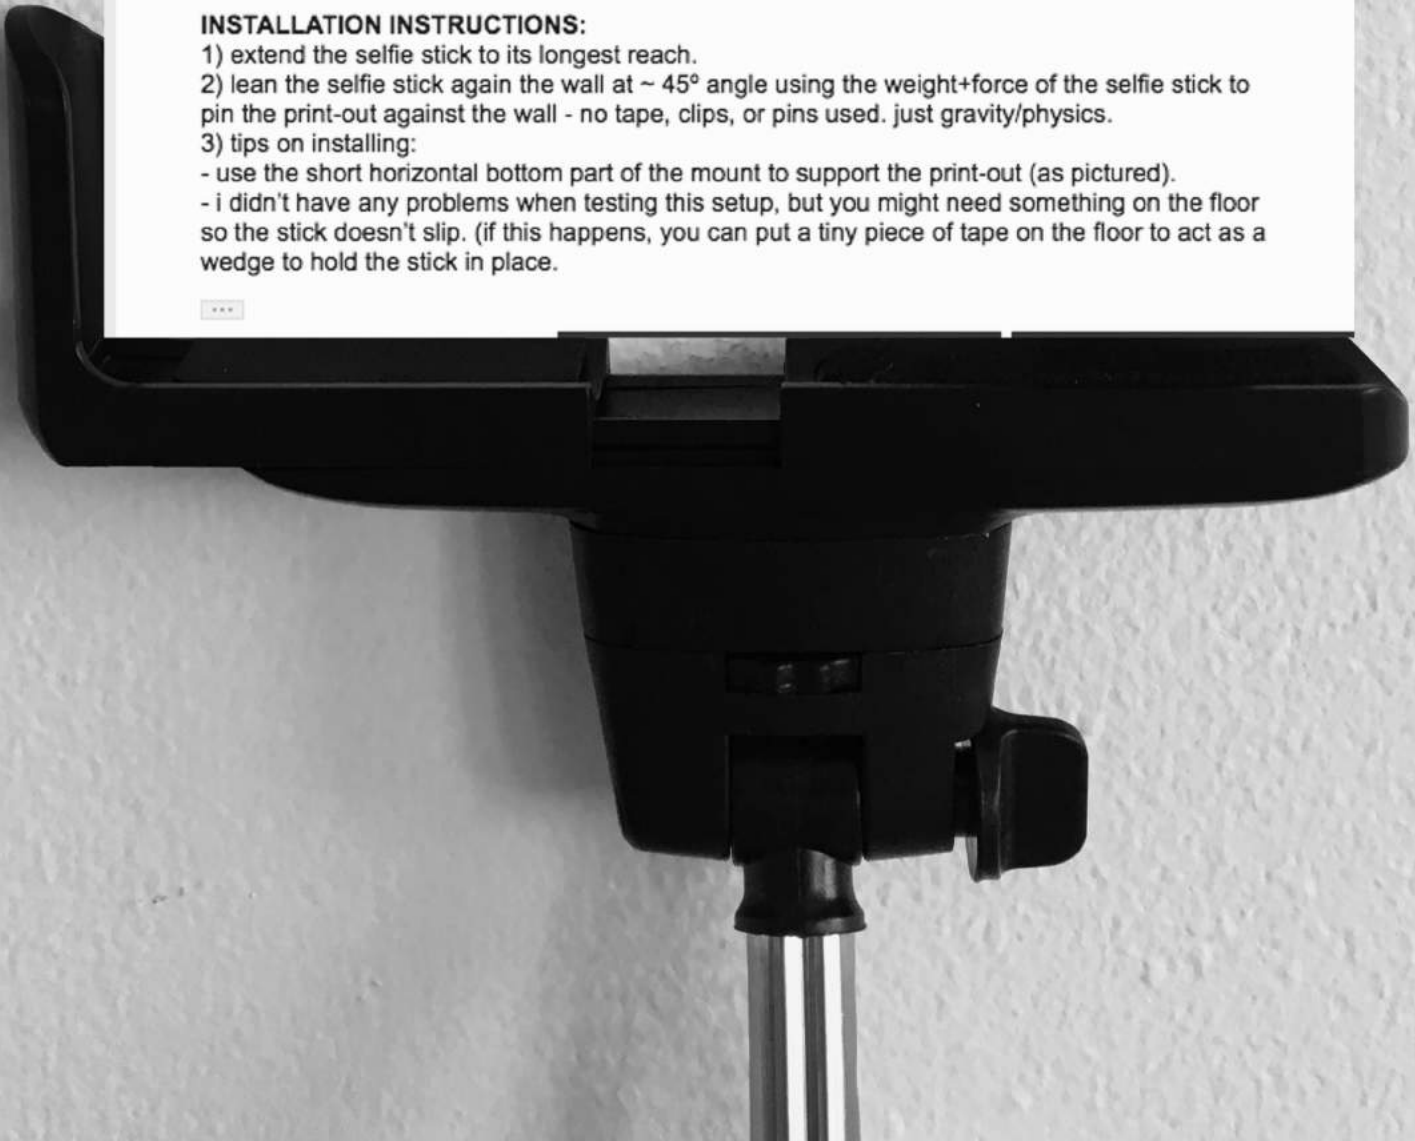 INSTALLATION INSTRUCTIONS:
1) extend the selfie stick to its longest reach.
2) lean the selfie stick again the wall at ~ 45º angle using the weight+force of the selfie stick to
pin the print-out against the wall - no tape, clips, or pins used. just gravity/physics.
3) tips on installing:
- use the short horizontal bottom part of the mount to support the print-out (as pictured).
- i didn't have any problems when testing this setup, but you might need something on the floor
so the stick doesn't slip. (if this happens, you can put a tiny piece of tape on the floor to act as a
wedge to hold the stick in place.